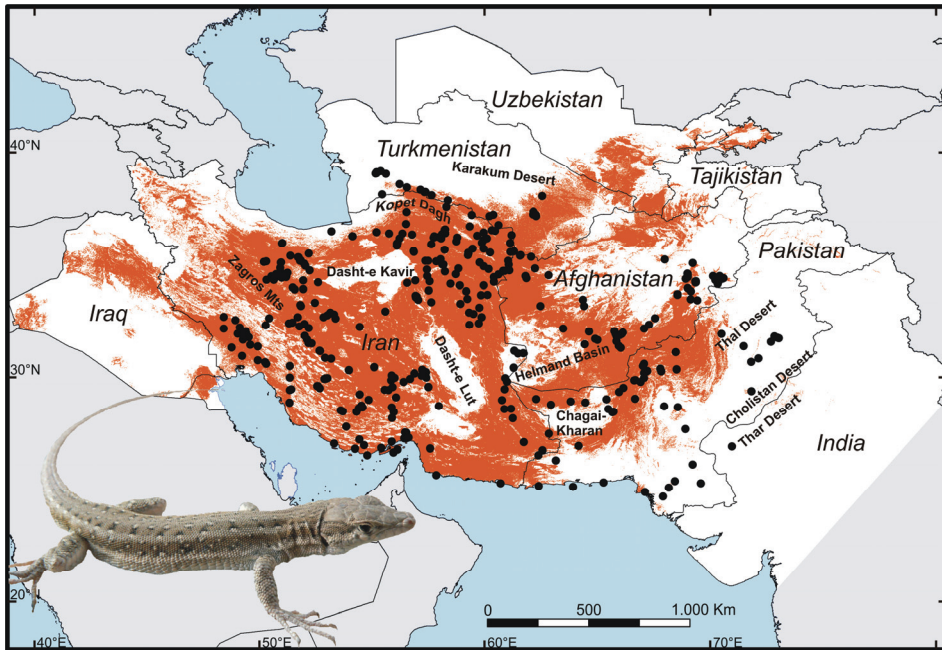 Uzbekistan
40°N
Turkmenistan
Karakum Desert
Tajikistan
Kopet Dagh
Pakistan
Dasht-e Kavir
Afghanistan
Zagros Mts
Iraq
Iran
Thal Desert
Helmand Basin
Dasht-e Lut
30°N
Cholistan Desert
Chagai-
Kharan
Thar Desert
India
20°N
0 500 1.000 Km
40°E 50°E 60°E 70°E